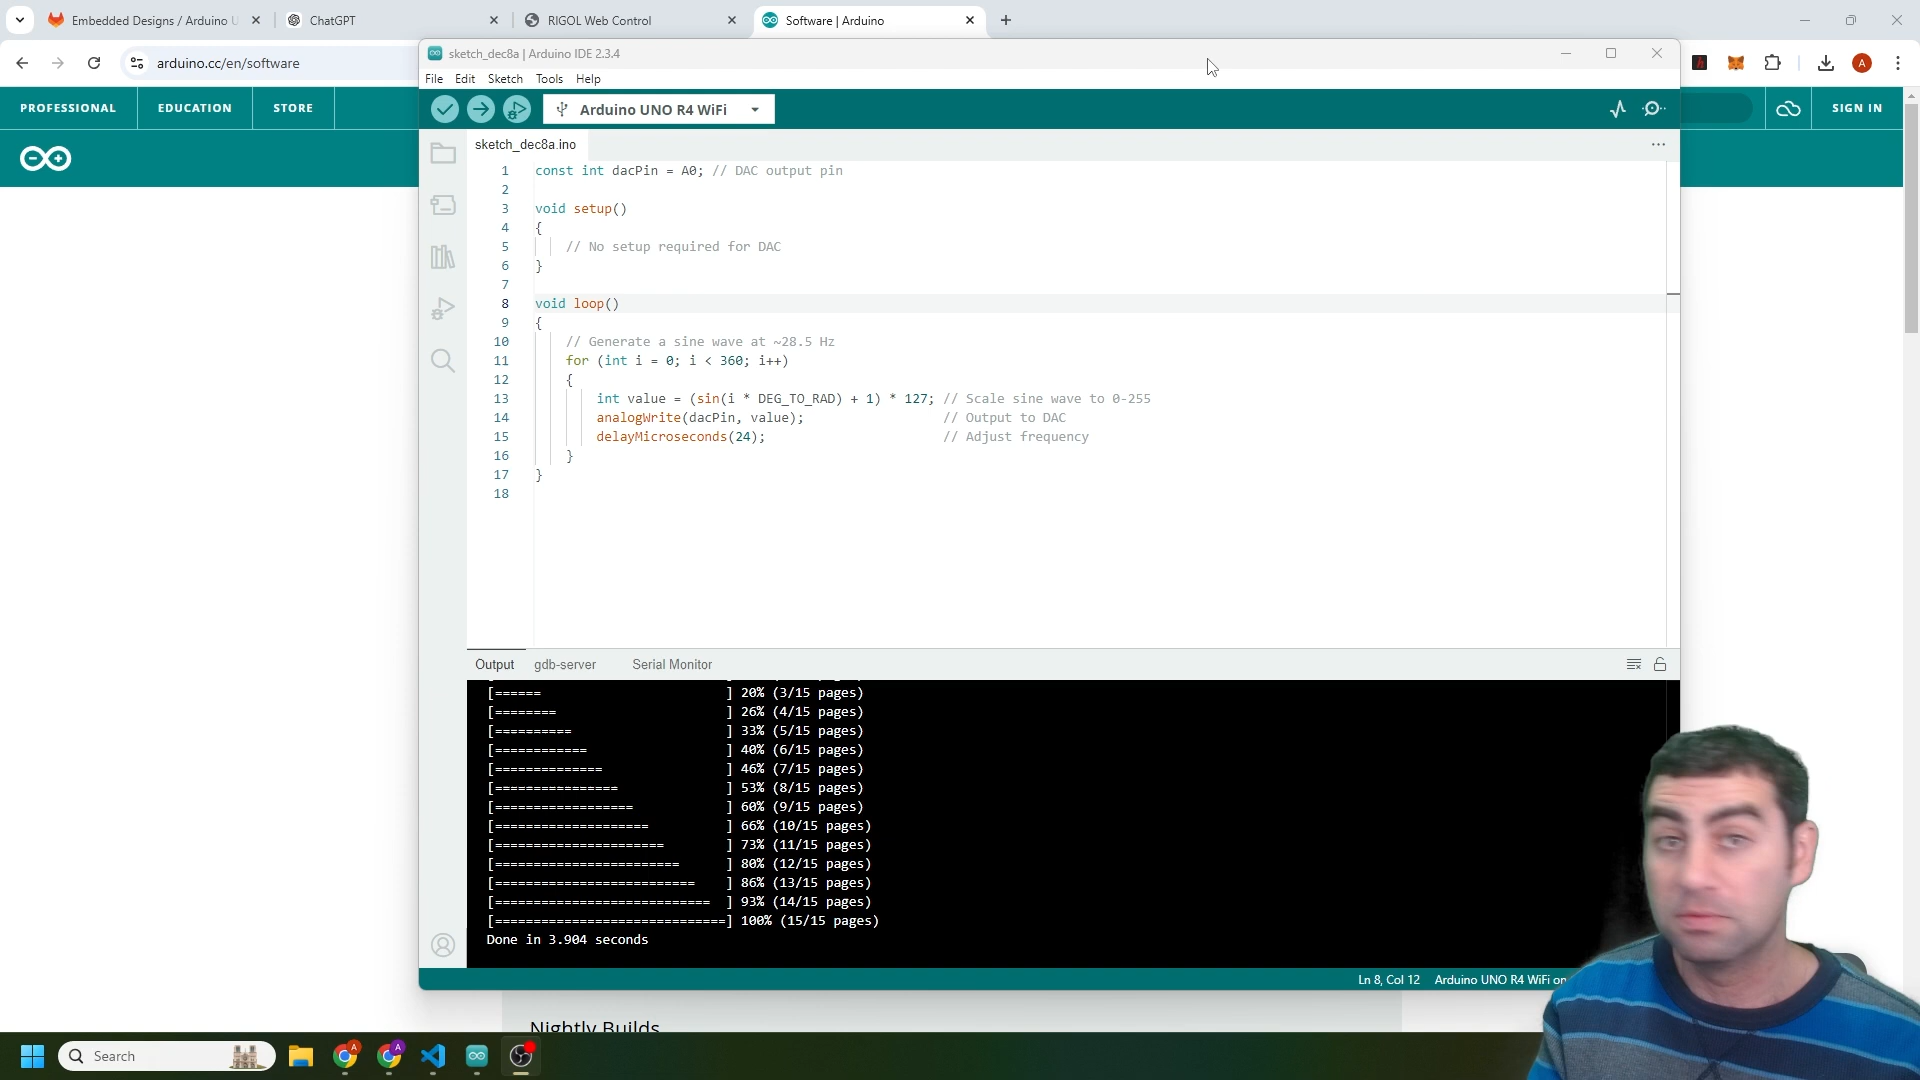 Embedded Designs / Arduino U
ChatGPT
RIGOL Web Control
Software | Arduino
arduino.cc/en/software
A
PROFESSIONAL
EDUCATION
STORE
SIGN IN
sketch_dec8a | Arduino IDE 2.3.4
File Edit Sketch Tools Help
Arduino UNO R4 WiFi
sketch_dec8a.ino
1 const int dacPin = A0; // DAC output pin
2
3 void setup()
4 {
5 // No setup required for DAC
6 }
7
8 void loop()
9 {
10 // Generate a sine wave at ~28.5 Hz
11 for (int i = 0; i < 360; i++)
12 {
13 int value = (sin(i * DEG_TO_RAD) + 1) * 127; // Scale sine wave to 0-255
14 analogWrite(dacPin, value); // Output to DAC
15 delayMicroseconds(24); // Adjust frequency
16 }
17 }
18
Output gdb-server Serial Monitor
[====== ] 20% (3/15 pages)
[======== ] 26% (4/15 pages)
[========== ] 33% (5/15 pages)
[============ ] 40% (6/15 pages)
[============== ] 46% (7/15 pages)
[================ ] 53% (8/15 pages)
[================== ] 60% (9/15 pages)
[==================== ] 66% (10/15 pages)
[====================== ] 73% (11/15 pages)
[======================== ] 80% (12/15 pages)
[========================== ] 86% (13/15 pages)
[============================ ] 93% (14/15 pages)
[==============================] 100% (15/15 pages)
Done in 3.904 seconds
Ln 8, Col 12 Arduino UNO R4 WiFi on
Nightly Builds
Search
A
A